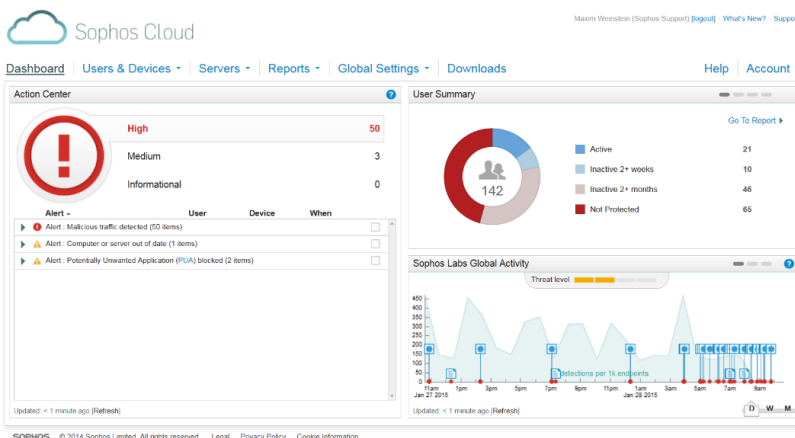 Maxim Weinstein (Sophos Support) [logout] · What's New? · Suppo
Sophos Cloud
Dashboard Users & Devices Servers Reports Global Settings Downloads Help Account
Action Center
High 50
Medium 3
Informational 0
Alert User Device When
Alert : Malicious traffic detected (50 items)
Alert : Computer or server out of date (1 items)
Alert : Potentially Unwanted Application (PUA) blocked (2 items)
Updated: < 1 minute ago [Refresh]
User Summary
Go To Report
142
Active 21
Inactive 2+ weeks 10
Inactive 2+ months 46
Not Protected 65
Sophos Labs Global Activity
Threat level
450
400
350
300
250
200
150
100
50
0
detections per 1k endpoints
11am 1pm 3pm 5pm 7pm 9pm 11pm 1am 3am 5am 7am 9am
Jan 27 2015 Jan 28 2015
Updated: < 1 minute ago [Refresh]
D W M
SOPHOS © 2014 Sophos Limited. All rights reserved Legal Privacy Policy Cookie Information